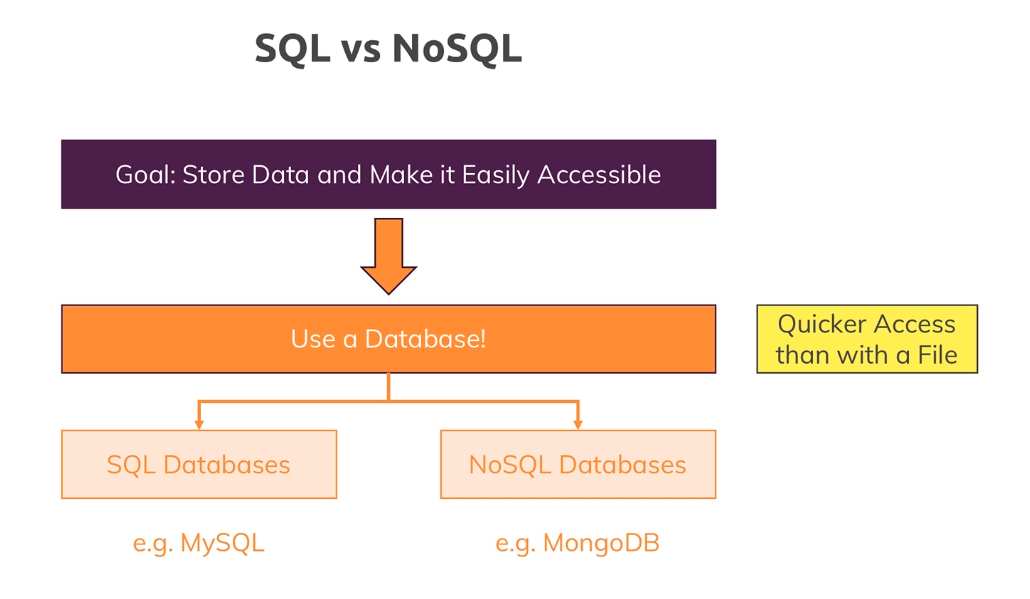 SQL vs NoSQL
Goal: Store Data and Make it Easily Accessible
Use a Database!
Quicker Access
than with a File
SQL Databases
NoSQL Databases
e.g. MySQL
e.g. MongoDB